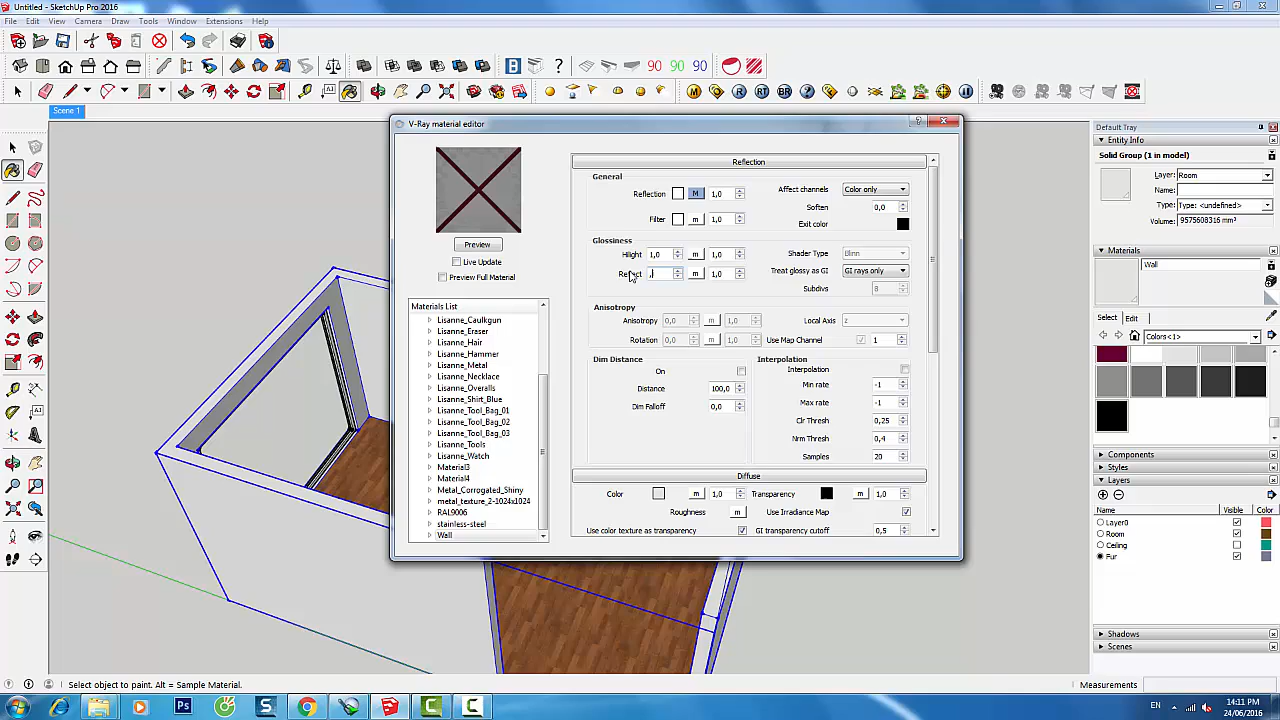 Untitled - SketchUp Pro 2016
File Edit View Camera Draw Tools Window Extensions Help
90 90 90
M R RT BR
Scene 1
V-Ray material editor
Preview
Live Update
Preview Full Material
Materials List
Lisanne_Caulkgun
Lisanne_Eraser
Lisanne_Hair
Lisanne_Hammer
Lisanne_Metal
Lisanne_Necklace
Lisanne_Overalls
Lisanne_Shirt_Blue
Lisanne_Tool_Bag_01
Lisanne_Tool_Bag_02
Lisanne_Tool_Bag_03
Lisanne_Tools
Lisanne_Watch
Material3
Material4
Metal_Corrogated_Shiny
metal_texture_2-1024x1024
RAL9006
stainless-steel
Wall
Reflection
General
Reflection M 1,0 Affect channels Color only
Soften 0,0
Filter m 1,0 Exit color
Glossiness
Hilight 1,0 m 1,0 Shader Type Blinn
Reflect , m 1,0 Treat glossy as GI GI rays only
Subdivs 8
Anisotropy
Anisotropy 0,0 m 1,0 Local Axis z
Rotation 0,0 m 1,0 Use Map Channel 1
Dim Distance
On
Distance 100,0
Dim Falloff 0,0
Interpolation
Interpolation
Min rate -1
Max rate -1
Clr Thresh 0,25
Nrm Thresh 0,4
Samples 20
Diffuse
Color m 1,0 Transparency m 1,0
Roughness m Use Irradiance Map
Use color texture as transparency GI transparency cutoff 0,5
Default Tray
Entity Info
Solid Group (1 in model)
Layer: Room
Name:
Type: Type: <undefined>
Volume: 9575608316 mm³
Materials
Wall
Select Edit
Colors<1>
Components
Styles
Layers
Name Visible Color
Layer0
Room
Ceiling
Fur
Shadows
Scenes
Select object to paint. Alt = Sample Material.
Measurements
EN
14:11 PM
24/06/2016